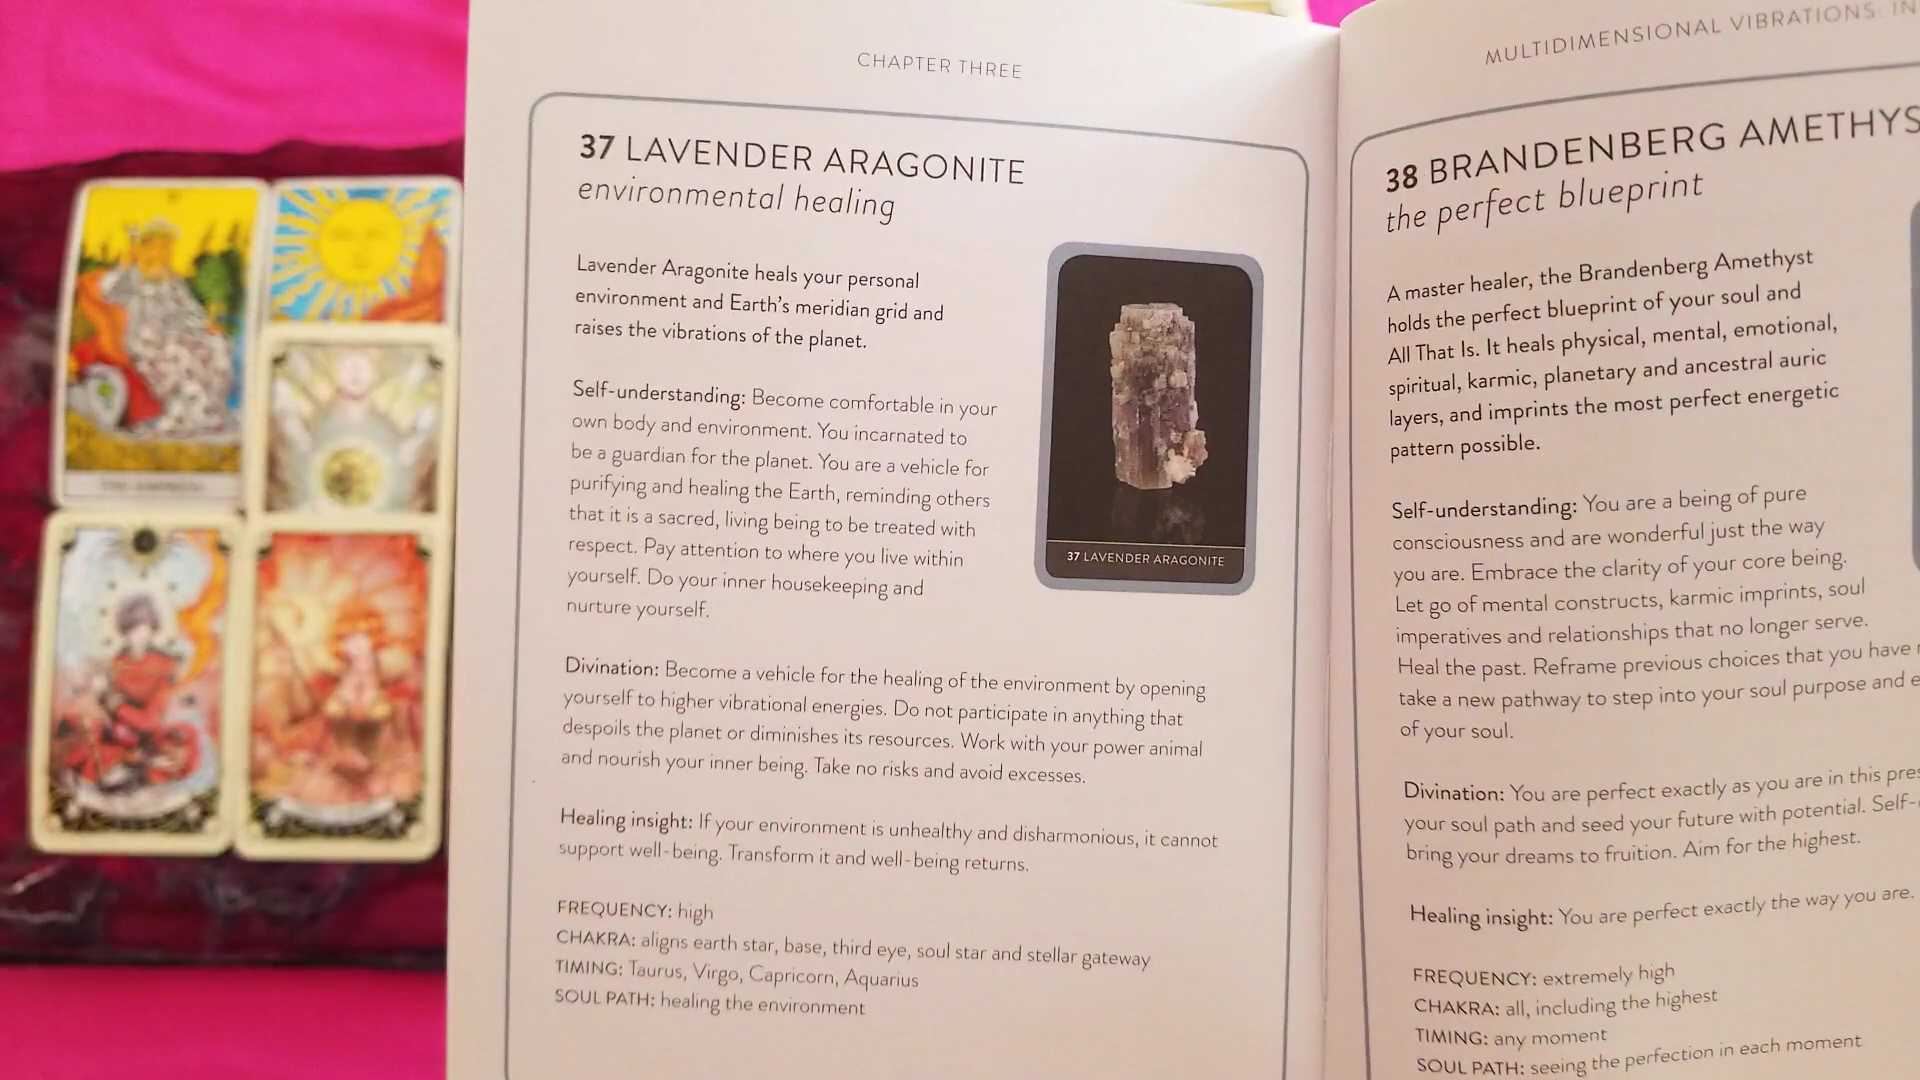 CHAPTER THREE
37 LAVENDER ARAGONITE
environmental healing
Lavender Aragonite heals your personal
environment and Earth's meridian grid and
raises the vibrations of the planet.
Self-understanding: Become comfortable in your
own body and environment. You incarnated to
be a guardian for the planet. You are a vehicle for
purifying and healing the Earth, reminding others
that it is a sacred, living being to be treated with
respect. Pay attention to where you live within
yourself. Do your inner housekeeping and
nurture yourself.
37 LAVENDER ARAGONITE
Divination: Become a vehicle for the healing of the environment by opening
yourself to higher vibrational energies. Do not participate in anything that
despoils the planet or diminishes its resources. Work with your power animal
and nourish your inner being. Take no risks and avoid excesses.
Healing insight: If your environment is unhealthy and disharmonious, it cannot
support well-being. Transform it and well-being returns.
FREQUENCY: high
CHAKRA: aligns earth star, base, third eye, soul star and stellar gateway
TIMING: Taurus, Virgo, Capricorn, Aquarius
SOUL PATH: healing the environment
MULTIDIMENSIONAL VIBRATIONS: IN
38 BRANDENBERG AMETHYS
the perfect blueprint
A master healer, the Brandenberg Amethyst
holds the perfect blueprint of your soul and
All That Is. It heals physical, mental, emotional,
spiritual, karmic, planetary and ancestral auric
layers, and imprints the most perfect energetic
pattern possible.
Self-understanding: You are a being of pure
consciousness and are wonderful just the way
you are. Embrace the clarity of your core being.
Let go of mental constructs, karmic imprints, soul
imperatives and relationships that no longer serve.
Heal the past. Reframe previous choices that you have
take a new pathway to step into your soul purpose and
of your soul.
Divination: You are perfect exactly as you are in this pres
your soul path and seed your future with potential. Self-
bring your dreams to fruition. Aim for the highest.
Healing insight: You are perfect exactly the way you are.
FREQUENCY: extremely high
CHAKRA: all, including the highest
TIMING: any moment
SOUL PATH: seeing the perfection in each moment